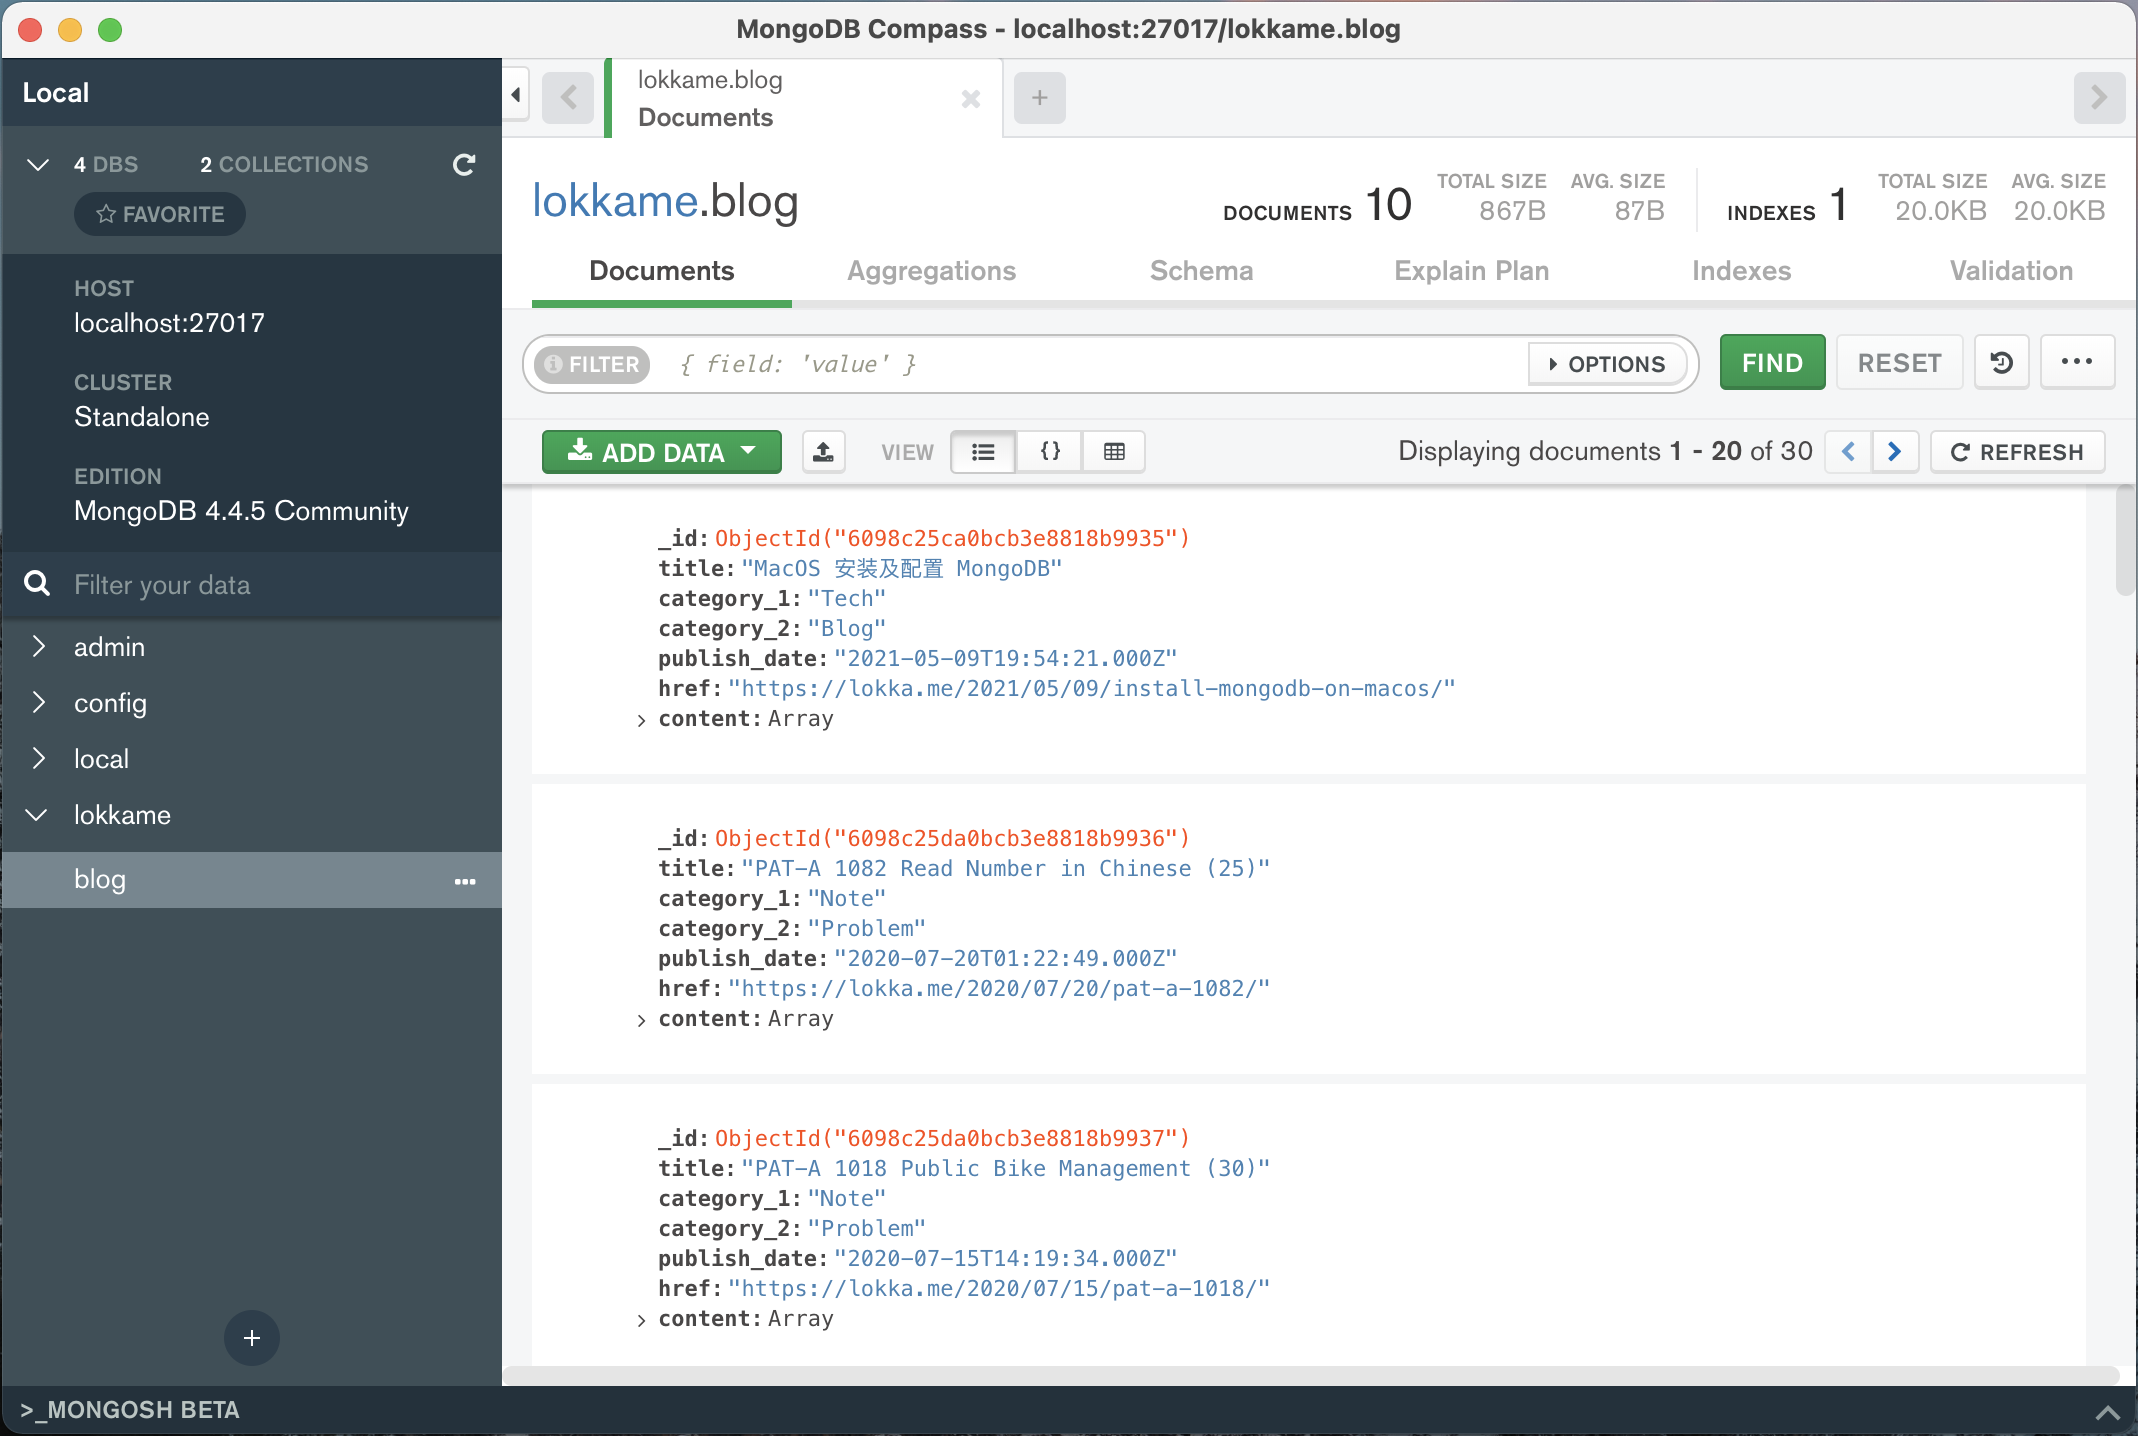 MongoDB Compass - localhost:27017/lokkame.blog
Local
4 DBS 2 COLLECTIONS
FAVORITE
HOST
localhost:27017
CLUSTER
Standalone
EDITION
MongoDB 4.4.5 Community
Filter your data
admin
config
local
lokkame
blog
>_MONGOSH BETA
lokkame.blog
Documents
lokkame.blog
DOCUMENTS 10
TOTAL SIZE
867B
AVG. SIZE
87B
INDEXES 1
TOTAL SIZE
20.0KB
AVG. SIZE
20.0KB
Documents Aggregations Schema Explain Plan Indexes Validation
FILTER { field: 'value' } OPTIONS FIND RESET
ADD DATA VIEW {} Displaying documents 1 - 20 of 30 REFRESH
_id: ObjectId("6098c25ca0bcb3e8818b9935")
title: "MacOS 安装及配置 MongoDB"
category_1: "Tech"
category_2: "Blog"
publish_date: "2021-05-09T19:54:21.000Z"
href: "https://lokka.me/2021/05/09/install-mongodb-on-macos/"
content: Array
_id: ObjectId("6098c25da0bcb3e8818b9936")
title: "PAT-A 1082 Read Number in Chinese (25)"
category_1: "Note"
category_2: "Problem"
publish_date: "2020-07-20T01:22:49.000Z"
href: "https://lokka.me/2020/07/20/pat-a-1082/"
content: Array
_id: ObjectId("6098c25da0bcb3e8818b9937")
title: "PAT-A 1018 Public Bike Management (30)"
category_1: "Note"
category_2: "Problem"
publish_date: "2020-07-15T14:19:34.000Z"
href: "https://lokka.me/2020/07/15/pat-a-1018/"
content: Array